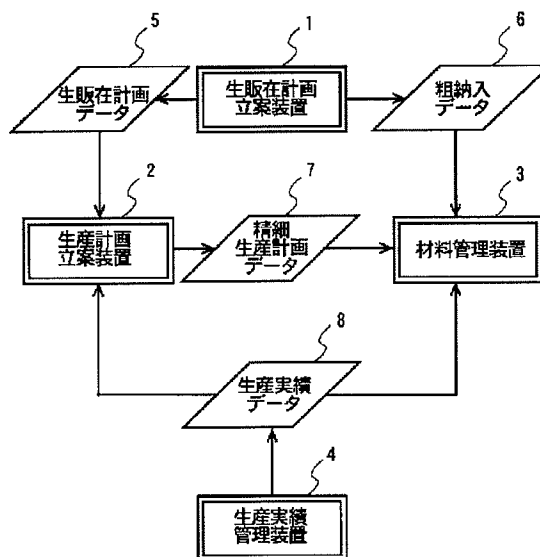 5
1
6
生販在計画
データ
生販在計画
立案装置
粗納入
データ
2
7
3
生産計画
立案装置
精細
生産計画
データ
材料管理装置
8
生産実績
データ
4
生産実績
管理装置